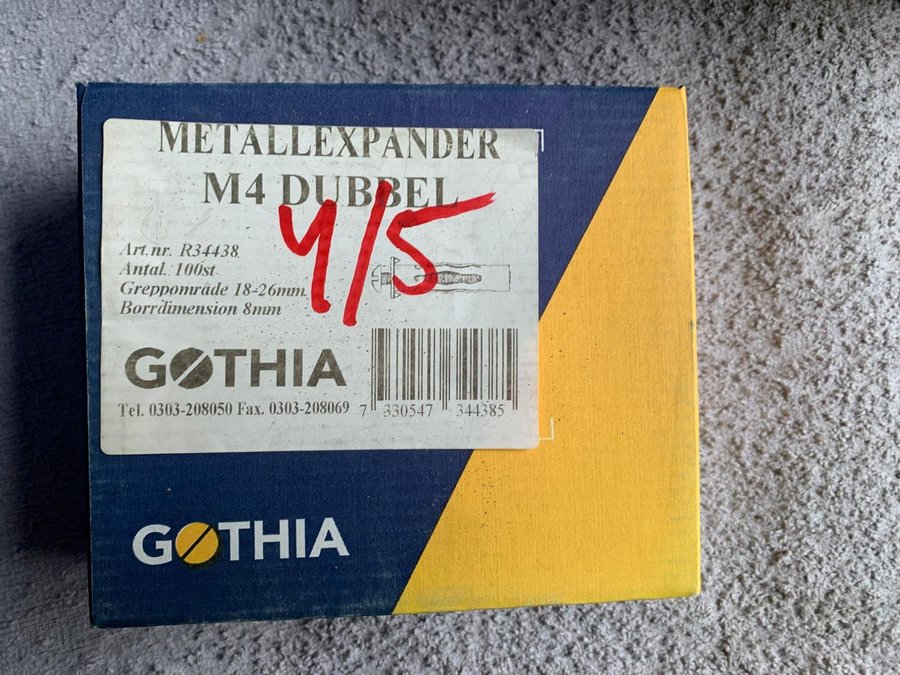 METALLEXPANDER
M4 DUBBEL
4/5
Art.nr. R34438
Antal. 100st
Greppområde 18-26mm
Borrdimension 8mm
GOTHIA
Tel. 0303-208050 Fax. 0303-208069
7 330547 344385
GOTHIA